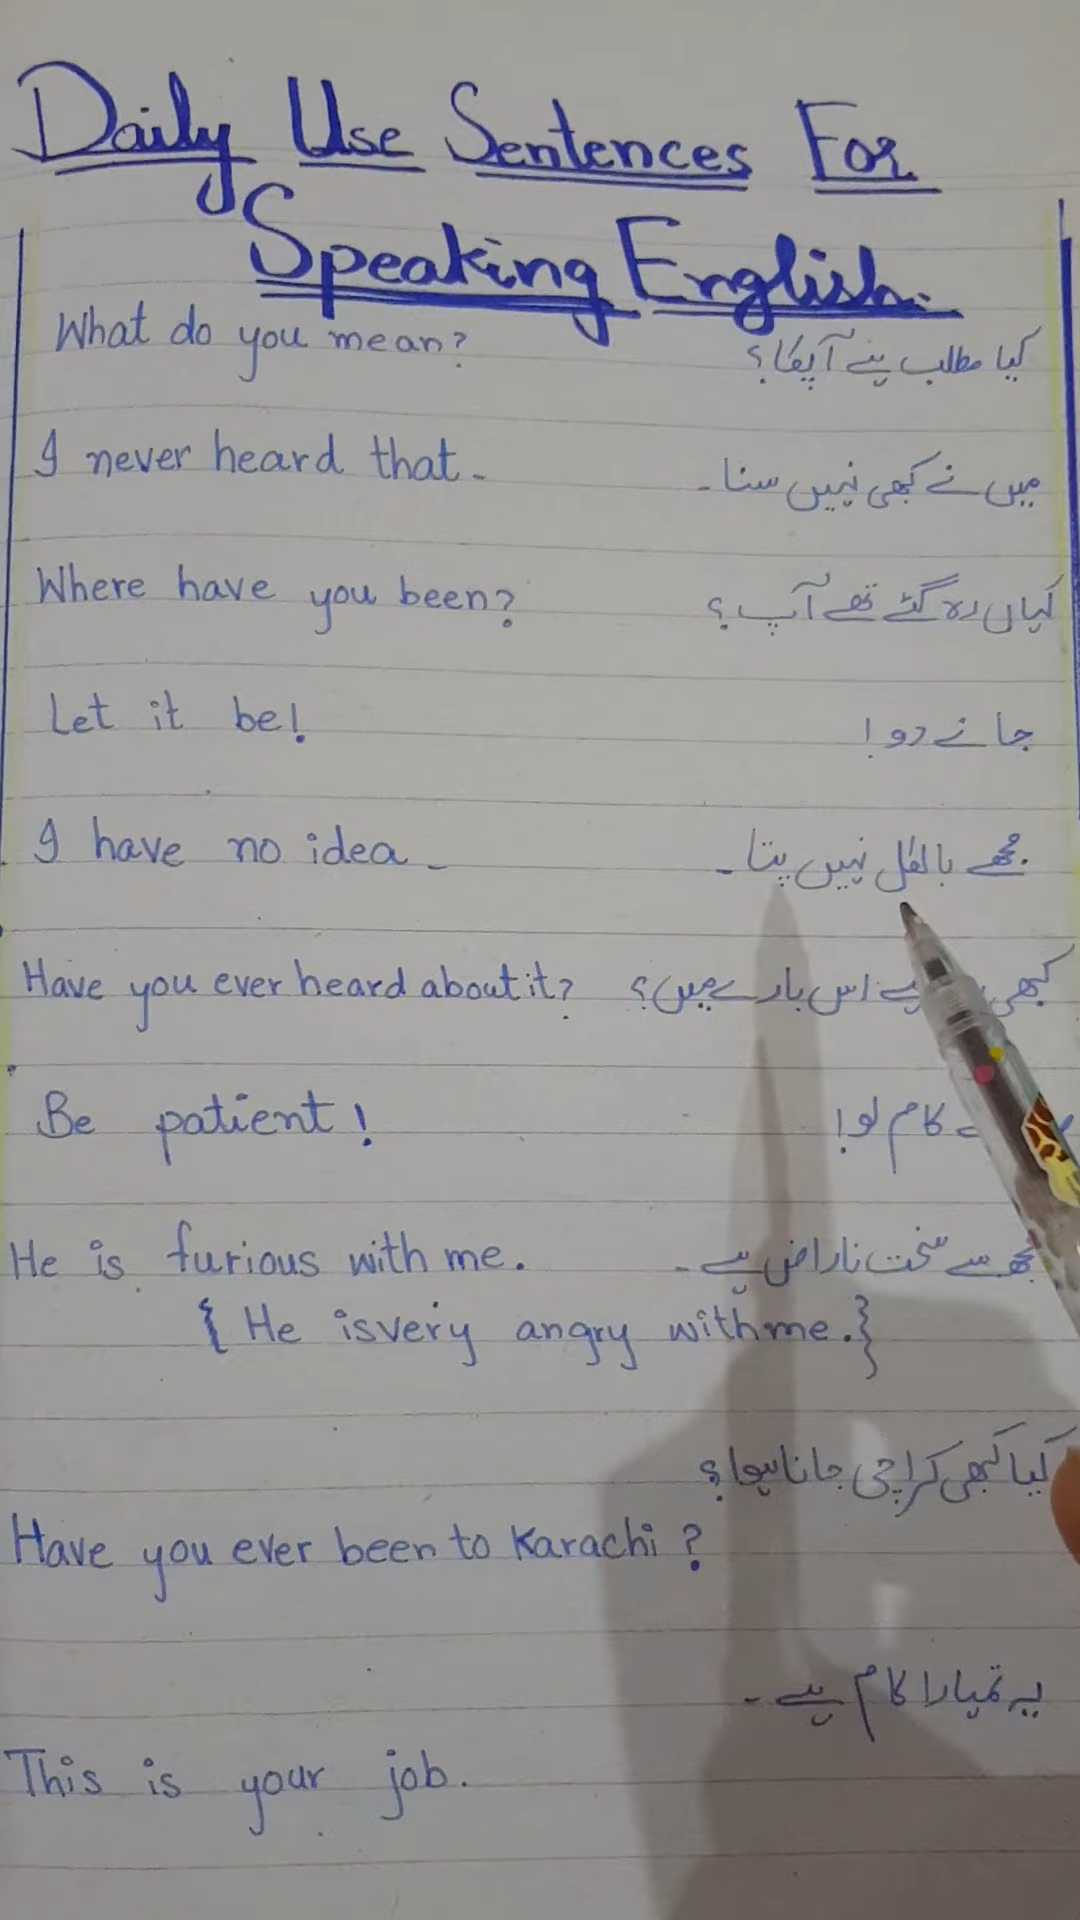 Daily Use Sentences For
Speaking English.
What do you mean? کیا مطلب ہے آپکا؟
I never heard that. میں نے کبھی نہیں سنا۔
Where have you been? کہاں رہ گئے تھے آپ؟
Let it be! جانے دو!
I have no idea. مجھے بالکل نہیں پتا۔
Have you ever heard about it? کبھی اس بارے میں؟
Be patient! کام لو!
He is furious with me. مجھ سے سخت ناراض ہے۔
{ He is very angry with me. }
کیا کبھی کراچی جانا ہوا؟
Have you ever been to Karachi?
یہ تمہارا کام ہے۔
This is your job.